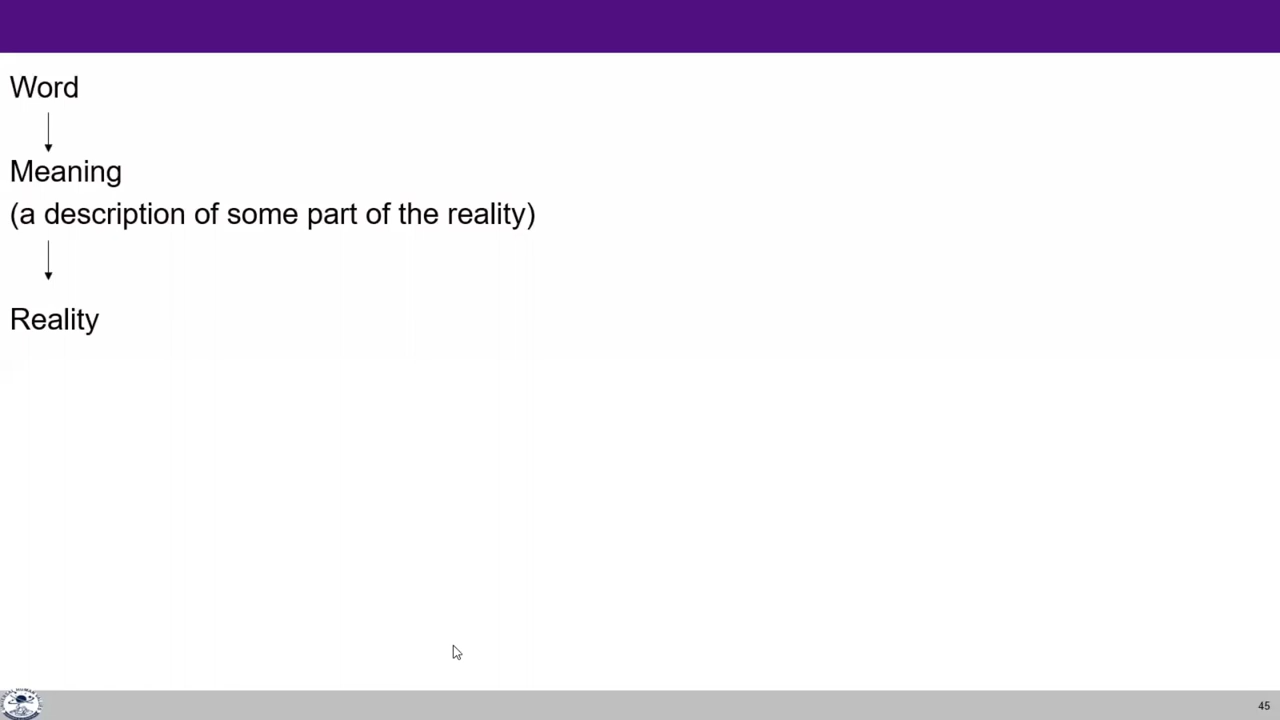 Word
Meaning
(a description of some part of the reality)
Reality
45